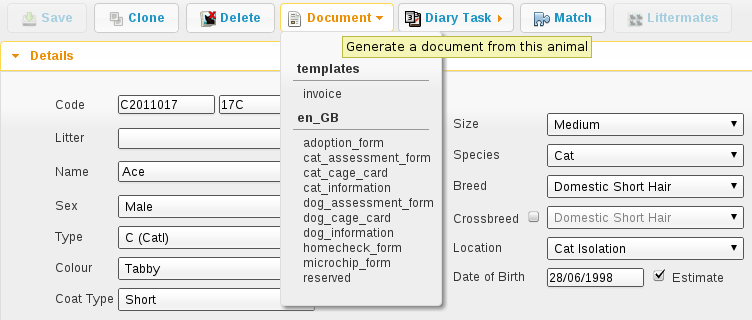 Save Clone Delete Document Diary Task Match Littermates
Generate a document from this animal
Details
templates
invoice
en_GB
adoption_form
cat_assessment_form
cat_cage_card
cat_information
dog_assessment_form
dog_cage_card
dog_information
homecheck_form
microchip_form
reserved
Code C2011017 17C
Litter
Name Ace
Sex Male
Type C (Catl)
Colour Tabby
Coat Type Short
Size Medium
Species Cat
Breed Domestic Short Hair
Crossbreed Domestic Short Hair
Location Cat Isolation
Date of Birth 28/06/1998 Estimate